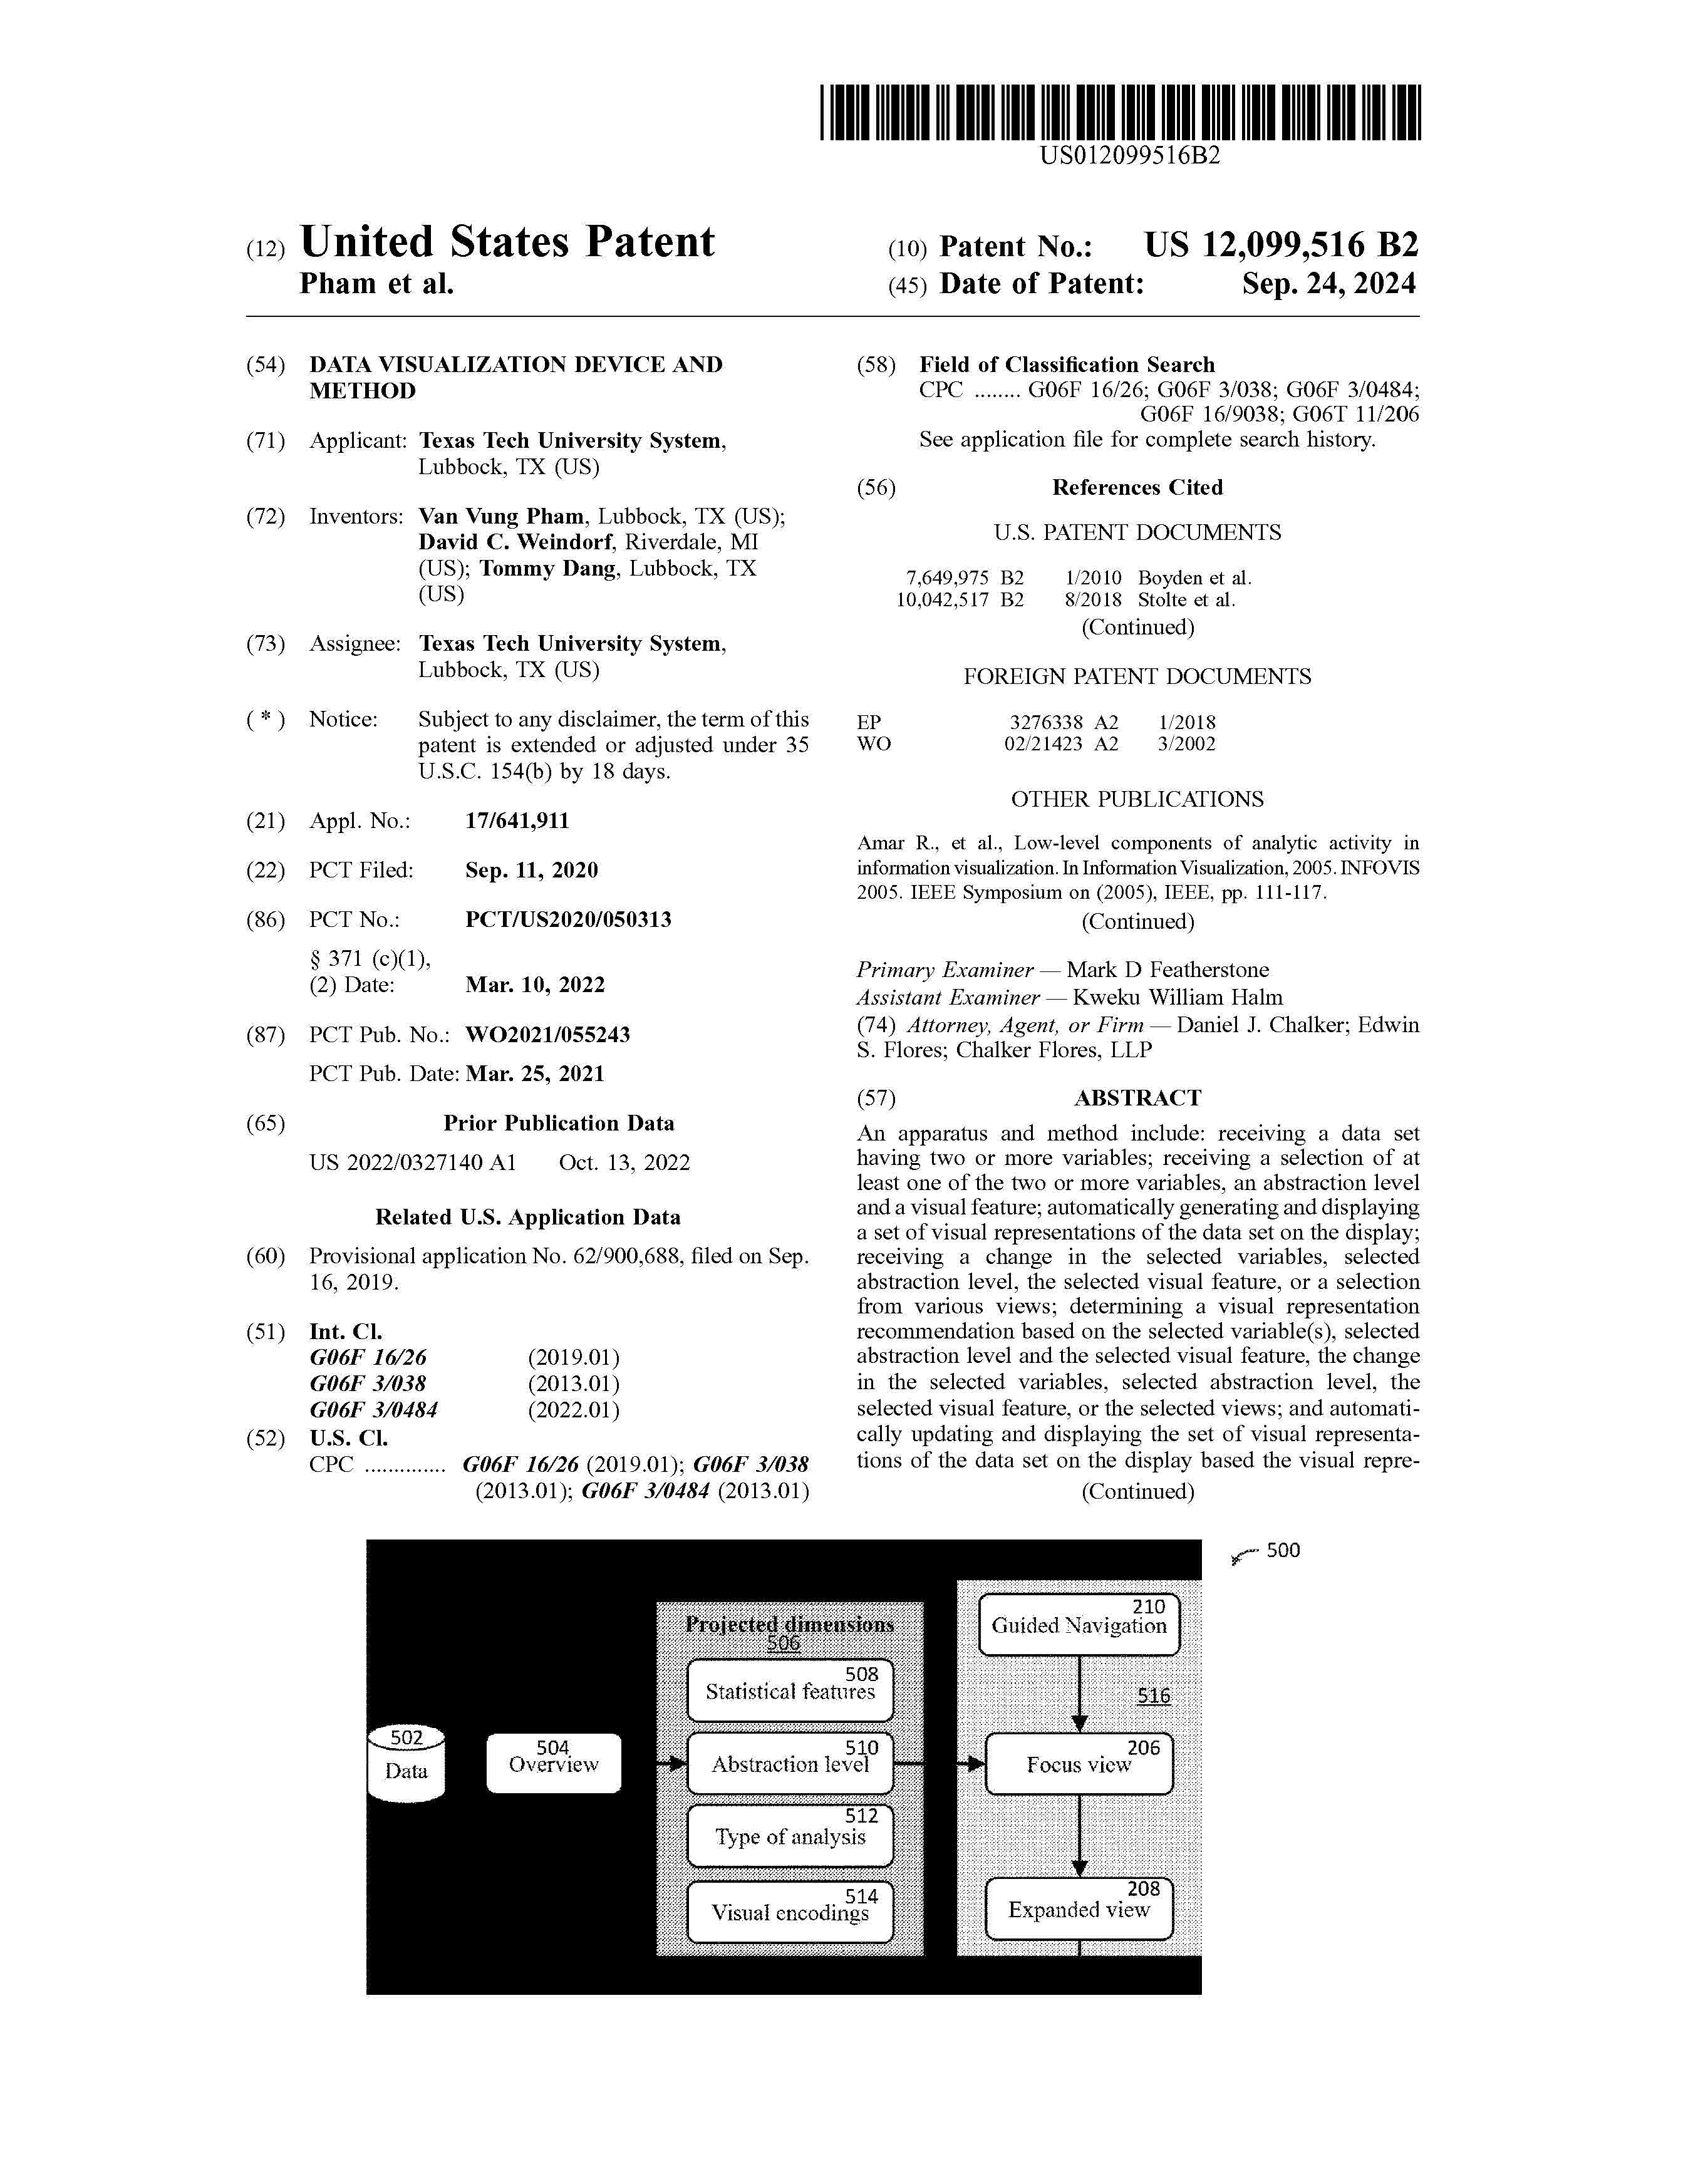 US012099516B2
(12) United States Patent
Pham et al.
(10) Patent No.: US 12,099,516 B2
(45) Date of Patent: Sep. 24, 2024
(54) DATA VISUALIZATION DEVICE AND
METHOD
(71) Applicant: Texas Tech University System,
Lubbock, TX (US)
(72) Inventors: Van Vung Pham, Lubbock, TX (US);
David C. Weindorf, Riverdale, MI
(US); Tommy Dang, Lubbock, TX
(US)
(73) Assignee: Texas Tech University System,
Lubbock, TX (US)
( * ) Notice: Subject to any disclaimer, the term of this
patent is extended or adjusted under 35
U.S.C. 154(b) by 18 days.
(21) Appl. No.: 17/641,911
(22) PCT Filed: Sep. 11, 2020
(86) PCT No.: PCT/US2020/050313
§ 371 (c)(1),
(2) Date: Mar. 10, 2022
(87) PCT Pub. No.: WO2021/055243
PCT Pub. Date: Mar. 25, 2021
(65) Prior Publication Data
US 2022/0327140 A1 Oct. 13, 2022
Related U.S. Application Data
(60) Provisional application No. 62/900,688, filed on Sep.
16, 2019.
(51) Int. Cl.
G06F 16/26 (2019.01)
G06F 3/038 (2013.01)
G06F 3/0484 (2022.01)
(52) U.S. Cl.
CPC .............. G06F 16/26 (2019.01); G06F 3/038
(2013.01); G06F 3/0484 (2013.01)
(58) Field of Classification Search
CPC ........ G06F 16/26; G06F 3/038; G06F 3/0484;
G06F 16/9038; G06T 11/206
See application file for complete search history.
(56) References Cited
U.S. PATENT DOCUMENTS
7,649,975 B2 1/2010 Boyden et al.
10,042,517 B2 8/2018 Stolte et al.
(Continued)
FOREIGN PATENT DOCUMENTS
EP 3276338 A2 1/2018
WO 02/21423 A2 3/2002
OTHER PUBLICATIONS
Amar R., et al., Low-level components of analytic activity in
information visualization. In Information Visualization, 2005. INFOVIS
2005. IEEE Symposium on (2005), IEEE, pp. 111-117.
(Continued)
Primary Examiner — Mark D Featherstone
Assistant Examiner — Kweku William Halm
(74) Attorney, Agent, or Firm — Daniel J. Chalker; Edwin
S. Flores; Chalker Flores, LLP
(57) ABSTRACT
An apparatus and method include: receiving a data set
having two or more variables; receiving a selection of at
least one of the two or more variables, an abstraction level
and a visual feature; automatically generating and displaying
a set of visual representations of the data set on the display;
receiving a change in the selected variables, selected
abstraction level, the selected visual feature, or a selection
from various views; determining a visual representation
recommendation based on the selected variable(s), selected
abstraction level and the selected visual feature, the change
in the selected variables, selected abstraction level, the
selected visual feature, or the selected views; and automati-
cally updating and displaying the set of visual representa-
tions of the data set on the display based the visual repre-
(Continued)
500
502
Data
504
Overview
Projected dimensions
506
508
Statistical features
510
Abstraction level
512
Type of analysis
514
Visual encodings
210
Guided Navigation
516
206
Focus view
208
Expanded view